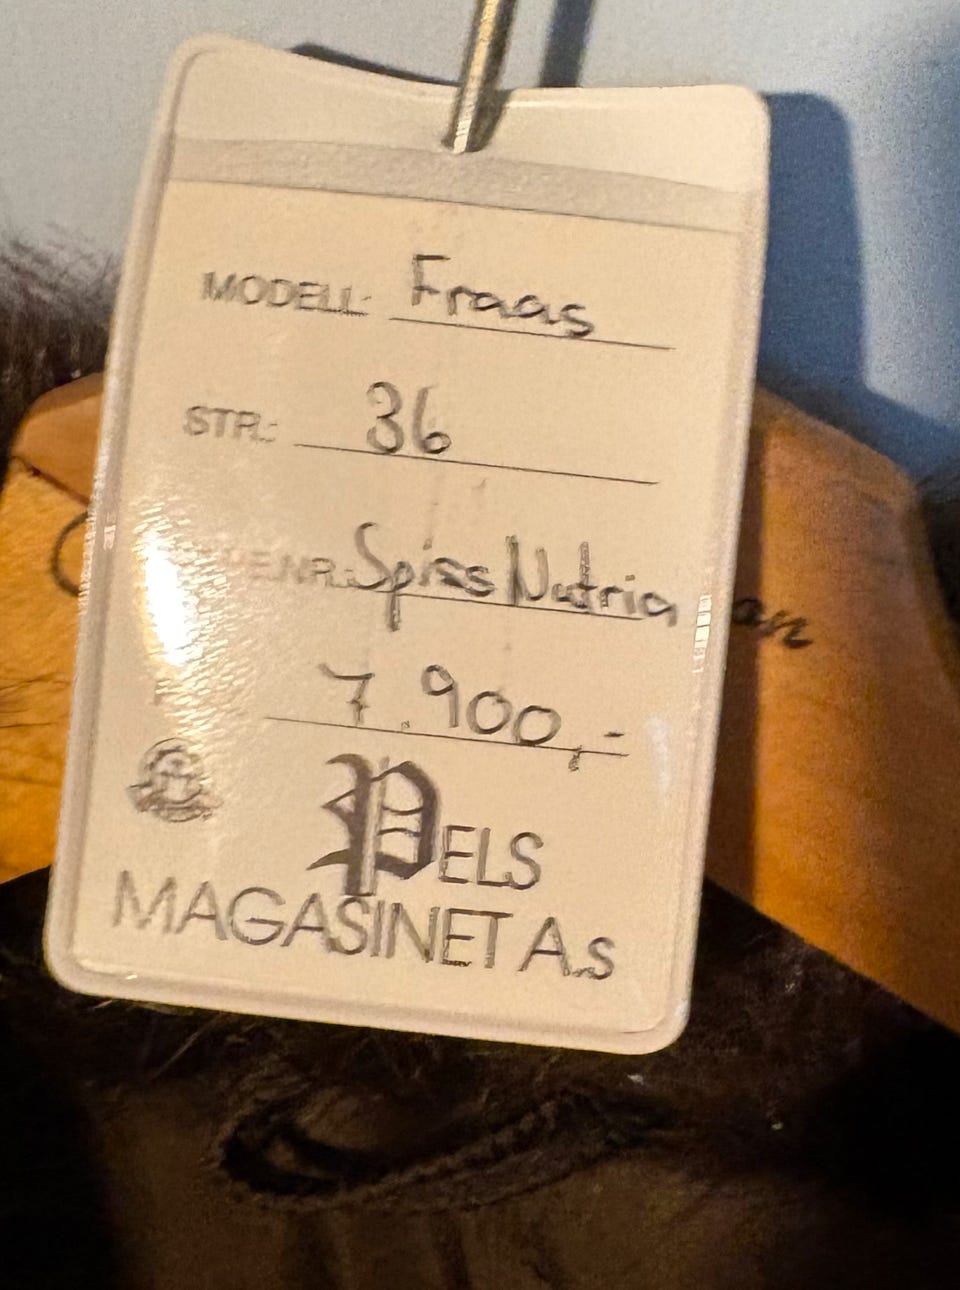 MODELL: Fraas
STR.: 36
Spiss Nutria
7.900,-
PELS
MAGASINET A.s